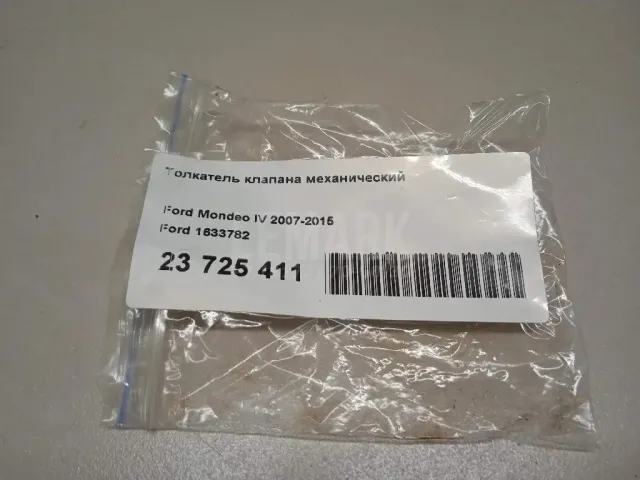 Толкатель клапана механический
Ford Mondeo IV 2007-2015
Ford 1633782
23 725 411